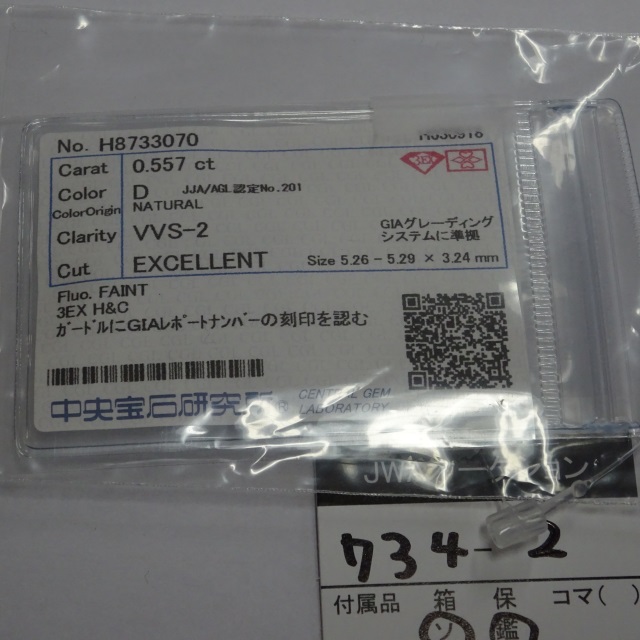 No. H8733070
Carat 0.557 ct
Color D JJA/AGL認定No.201
ColorOrigin NATURAL
Clarity VVS-2 GIAグレーディング
システムに準拠
Cut EXCELLENT Size 5.26 - 5.29 × 3.24 mm
Fluo. FAINT
3EX H&C
ガードルにGIAレポートナンバーの刻印を認む
中央宝石研究所 ®
CENTRAL GEM
LABORATORY
734-2
付属品 箱 保 コマ( )
鑑